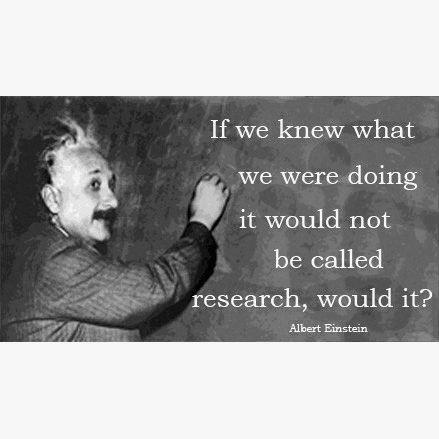 If we knew what
we were doing
it would not
be called
research, would it?
Albert Einstein